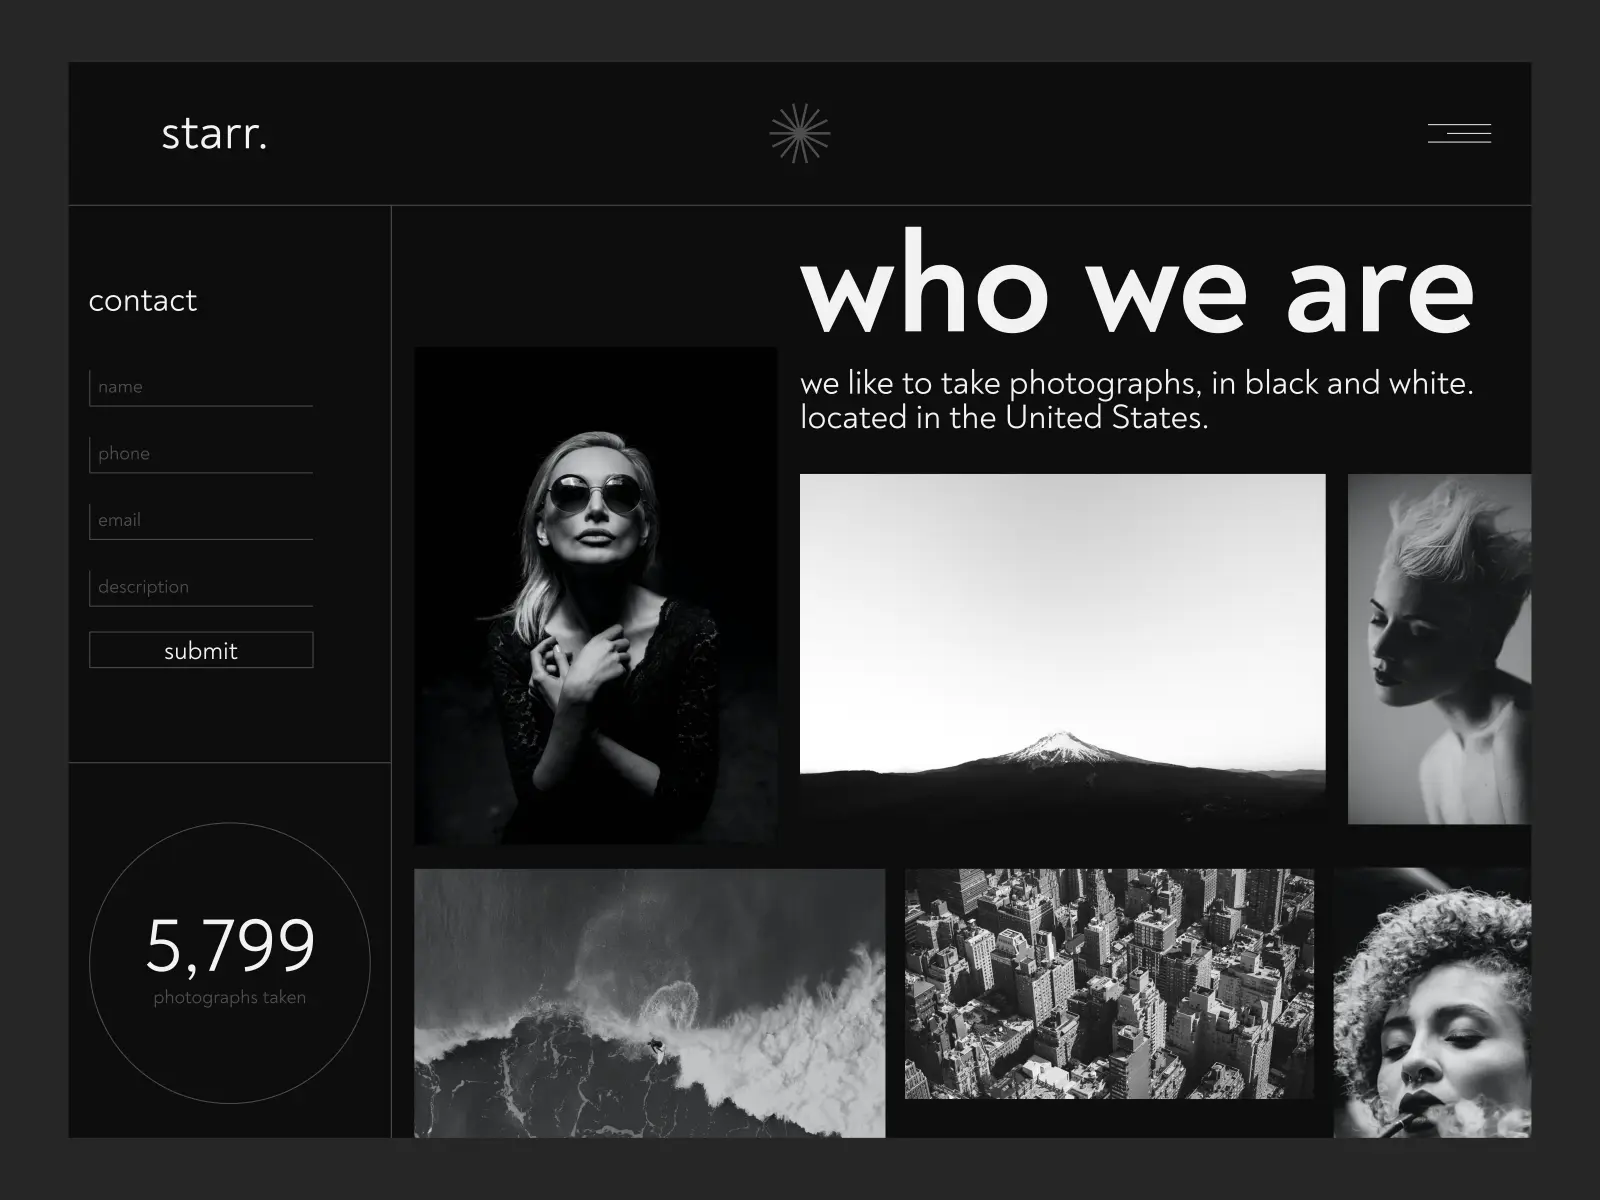 starr.
contact
name
phone
email
description
submit
5,799
photographs taken
who we are
we like to take photographs, in black and white.
located in the United States.